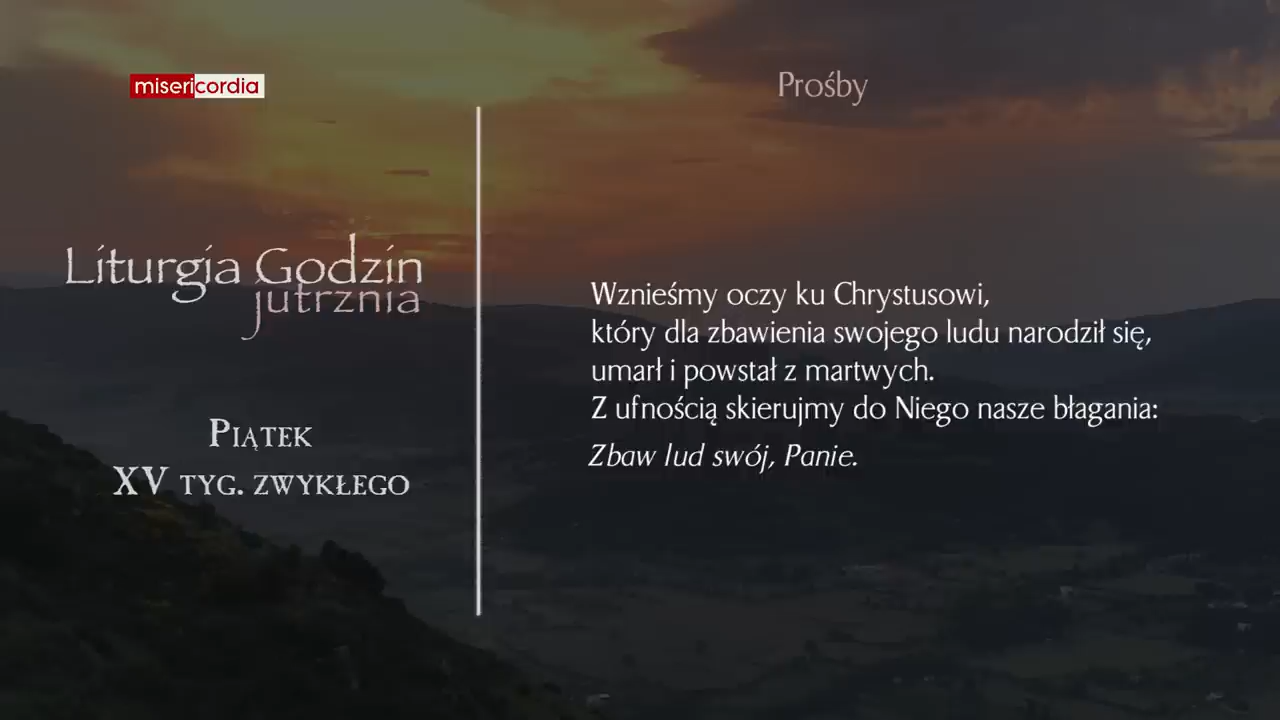 misericordia
Liturgia Godzin
jutrznia
Piątek
XV tyg. zwykłego
Prośby
Wznieśmy oczy ku Chrystusowi,
który dla zbawienia swojego ludu narodził się,
umarł i powstał z martwych.
Z ufnością skierujmy do Niego nasze błagania:
Zbaw lud swój, Panie.